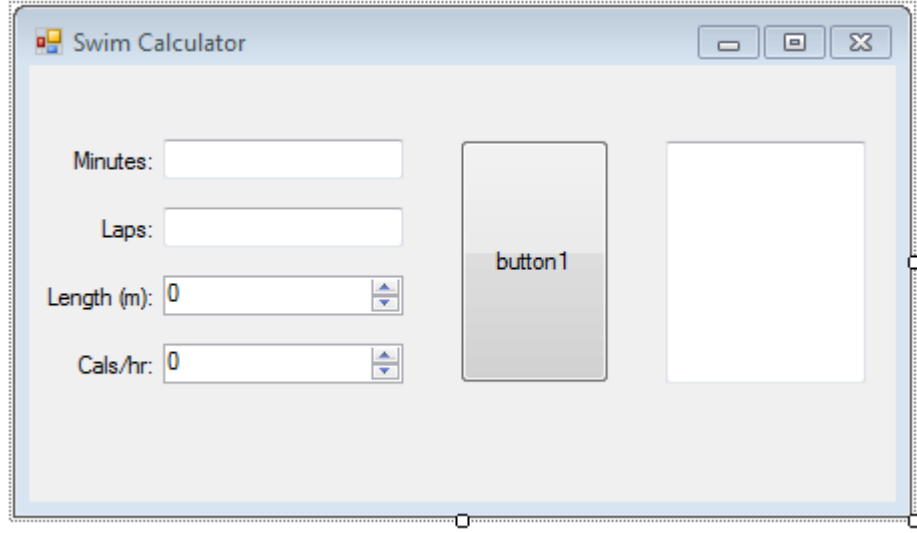 Swim Calculator
Minutes:
Laps:
button1
Length (m): 0
Cals/hr: 0